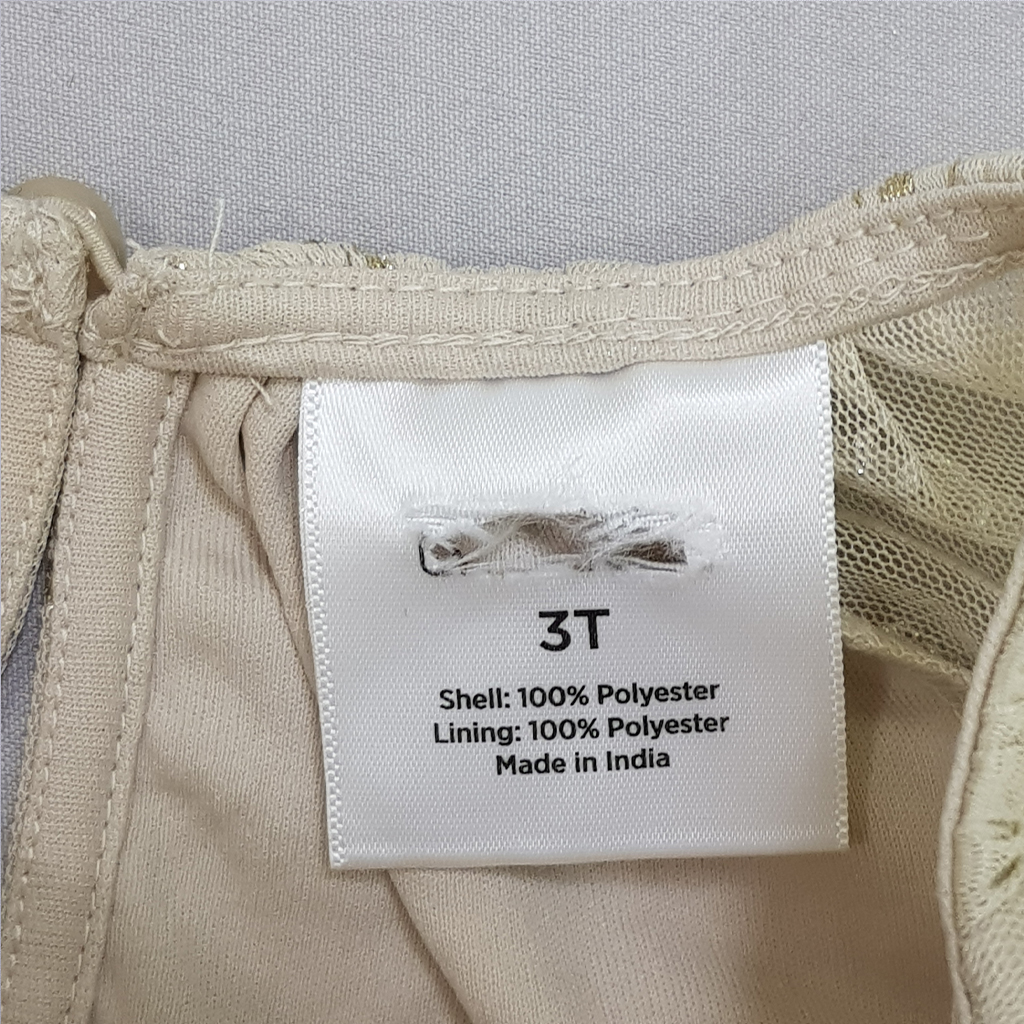 3T
Shell: 100% Polyester
Lining: 100% Polyester
Made in India